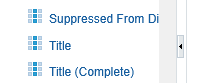 Suppressed From Di
Title
Title (Complete)